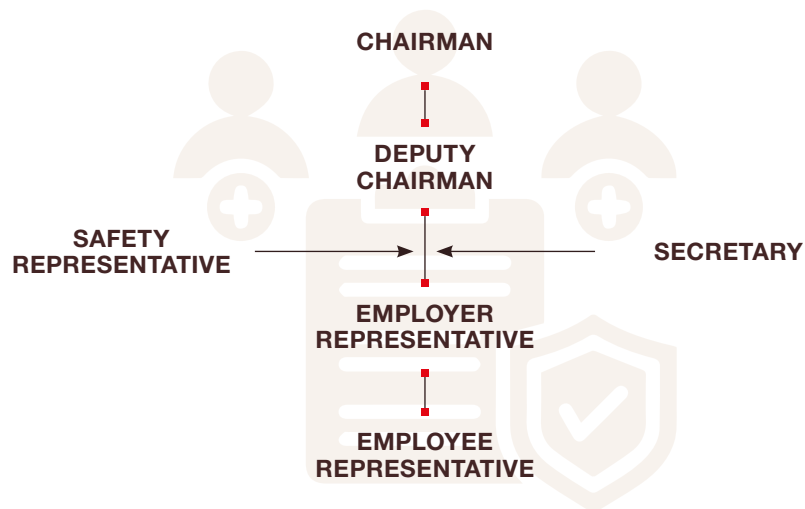 CHAIRMAN
DEPUTY
CHAIRMAN
SAFETY
REPRESENTATIVE
SECRETARY
EMPLOYER
REPRESENTATIVE
EMPLOYEE
REPRESENTATIVE